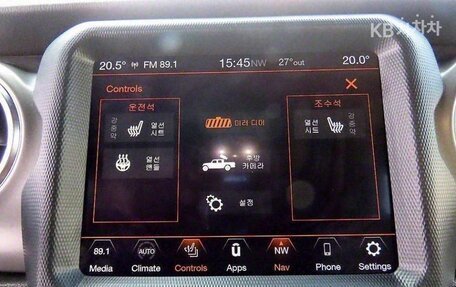 KB차차차
20.5° FM 89.1 15:45NW 27°out 20.0°
Controls
운전석
조수석
강 중 약 열선 시트
미러 디머
열선 시트 강 중 약
열선 핸들
후방 카메라
설정
89.1 AUTO NW
Media Climate Controls Apps Nav Phone Settings